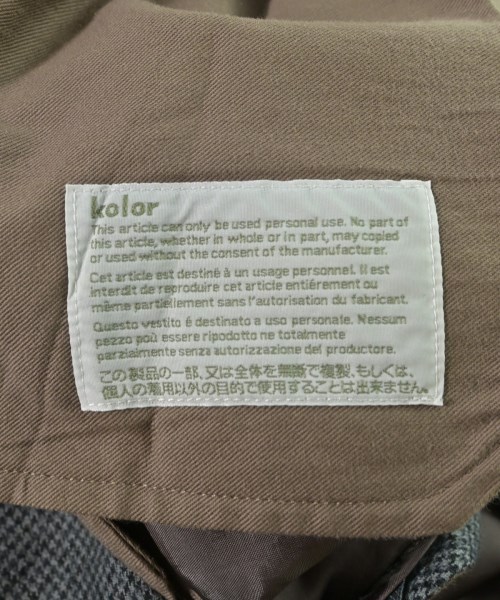 kolor
This article can only be used personal use. No part of
this article, whether in whole or in part, may copied
or used without the consent of the manufacturer.
Cet article est destiné à un usage personnel. Il est
interdit de reproduire cet article entiérement ou
même partiellement sans l'autorisation du fabricant.
Questo vestito é destinato a uso personale. Nessum
pezzo poù essere ripodotto ne totalmente
parzialmente senza autorizzazione del productore.
この製品の一部、又は全体を無断で複製、もしくは、
個人の着用以外の目的で使用することは出来ません。